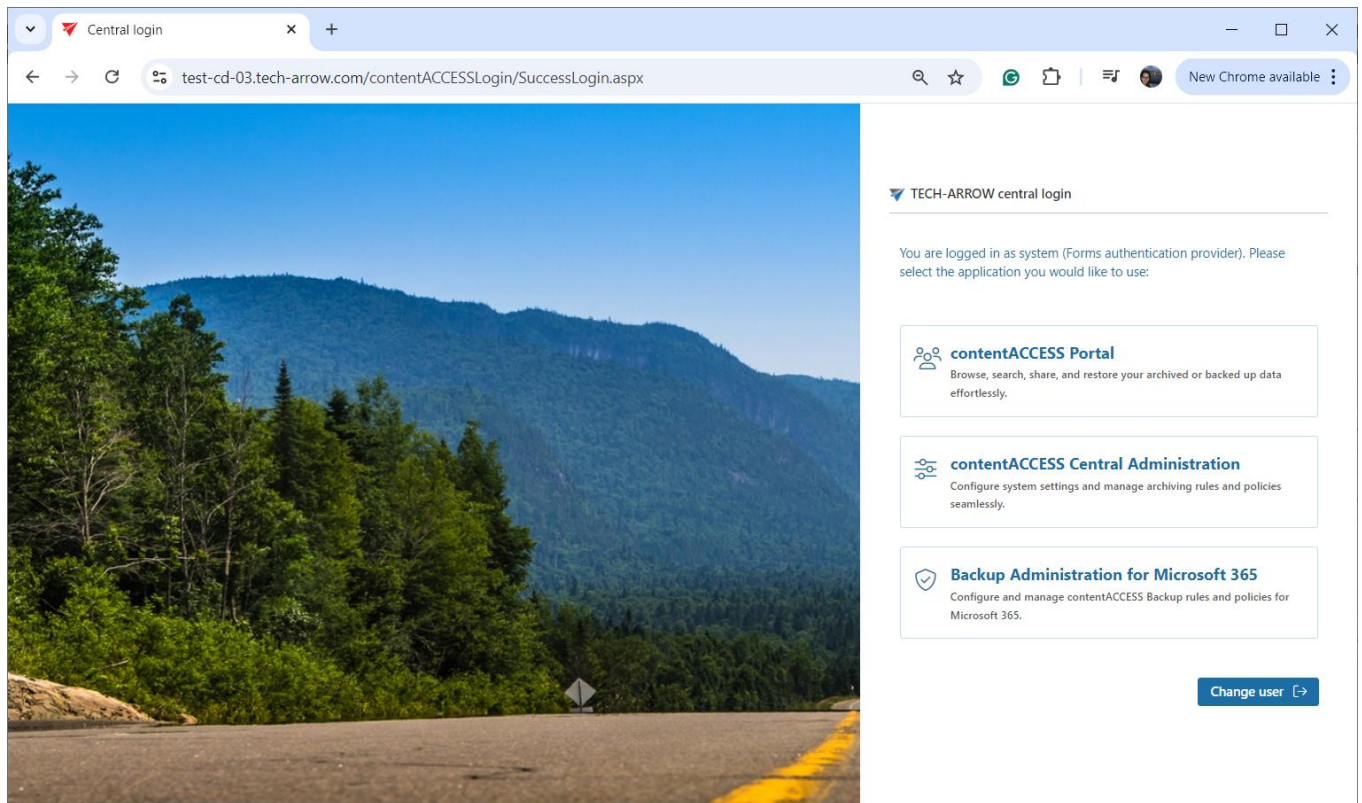 Central login
test-cd-03.tech-arrow.com/contentACCESSLogin/SuccessLogin.aspx
New Chrome available
TECH-ARROW central login
You are logged in as system (Forms authentication provider). Please
select the application you would like to use:
contentACCESS Portal
Browse, search, share, and restore your archived or backed up data
effortlessly.
contentACCESS Central Administration
Configure system settings and manage archiving rules and policies
seamlessly.
Backup Administration for Microsoft 365
Configure and manage contentACCESS Backup rules and policies for
Microsoft 365.
Change user